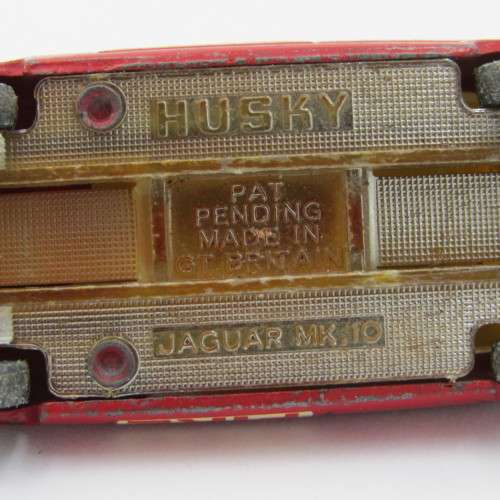 HUSKY
PAT
PENDING
MADE IN
GT. BRITAIN
JAGUAR MK.10